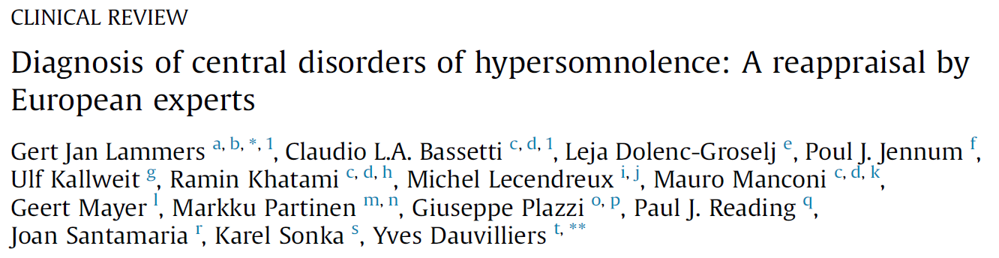 CLINICAL REVIEW
Diagnosis of central disorders of hypersomnolence: A reappraisal by
European experts
Gert Jan Lammers a, b, *, 1, Claudio L.A. Bassetti c, d, 1, Leja Dolenc-Groselj e, Poul J. Jennum f,
Ulf Kallweit g, Ramin Khatami c, d, h, Michel Lecendreux i, j, Mauro Manconi c, d, k,
Geert Mayer l, Markku Partinen m, n, Giuseppe Plazzi o, p, Paul J. Reading q,
Joan Santamaria r, Karel Sonka s, Yves Dauvilliers t, **